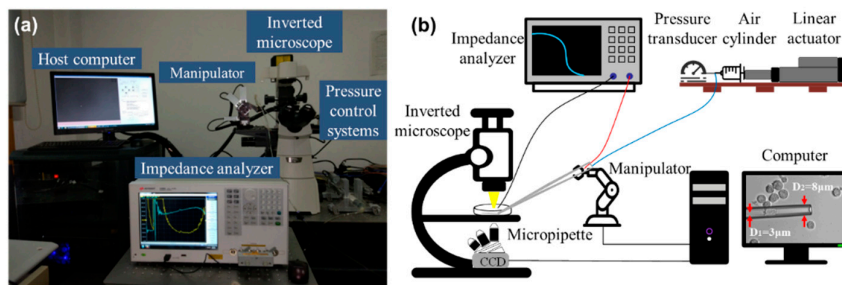 (a)
Inverted
microscope
Host computer
Manipulator
Pressure
control
systems
Impedance analyzer
(b)
Impedance
analyzer
Pressure
transducer
Air
cylinder
Linear
actuator
Inverted
microscope
Manipulator
Computer
D₂=8μm
D₁=3μm
Micropipette
CCD